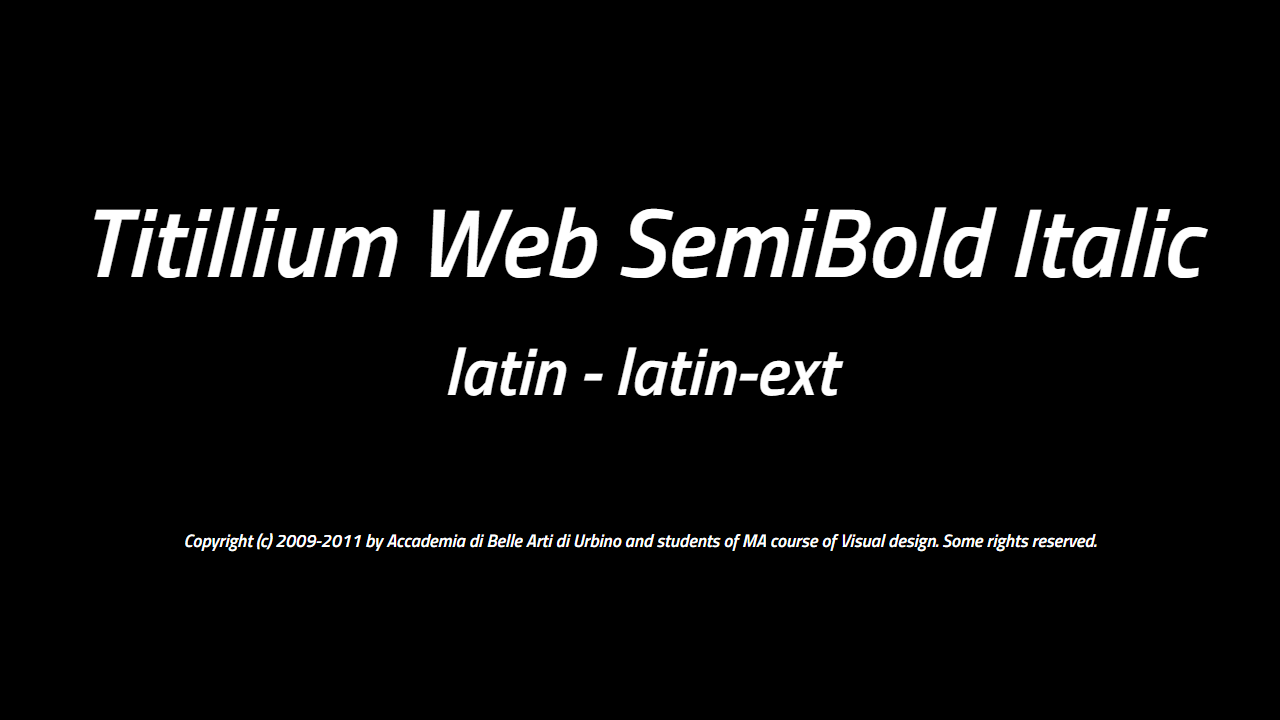 Titillium Web SemiBold Italic
latin - latin-ext
Copyright (c) 2009-2011 by Accademia di Belle Arti di Urbino and students of MA course of Visual design. Some rights reserved.